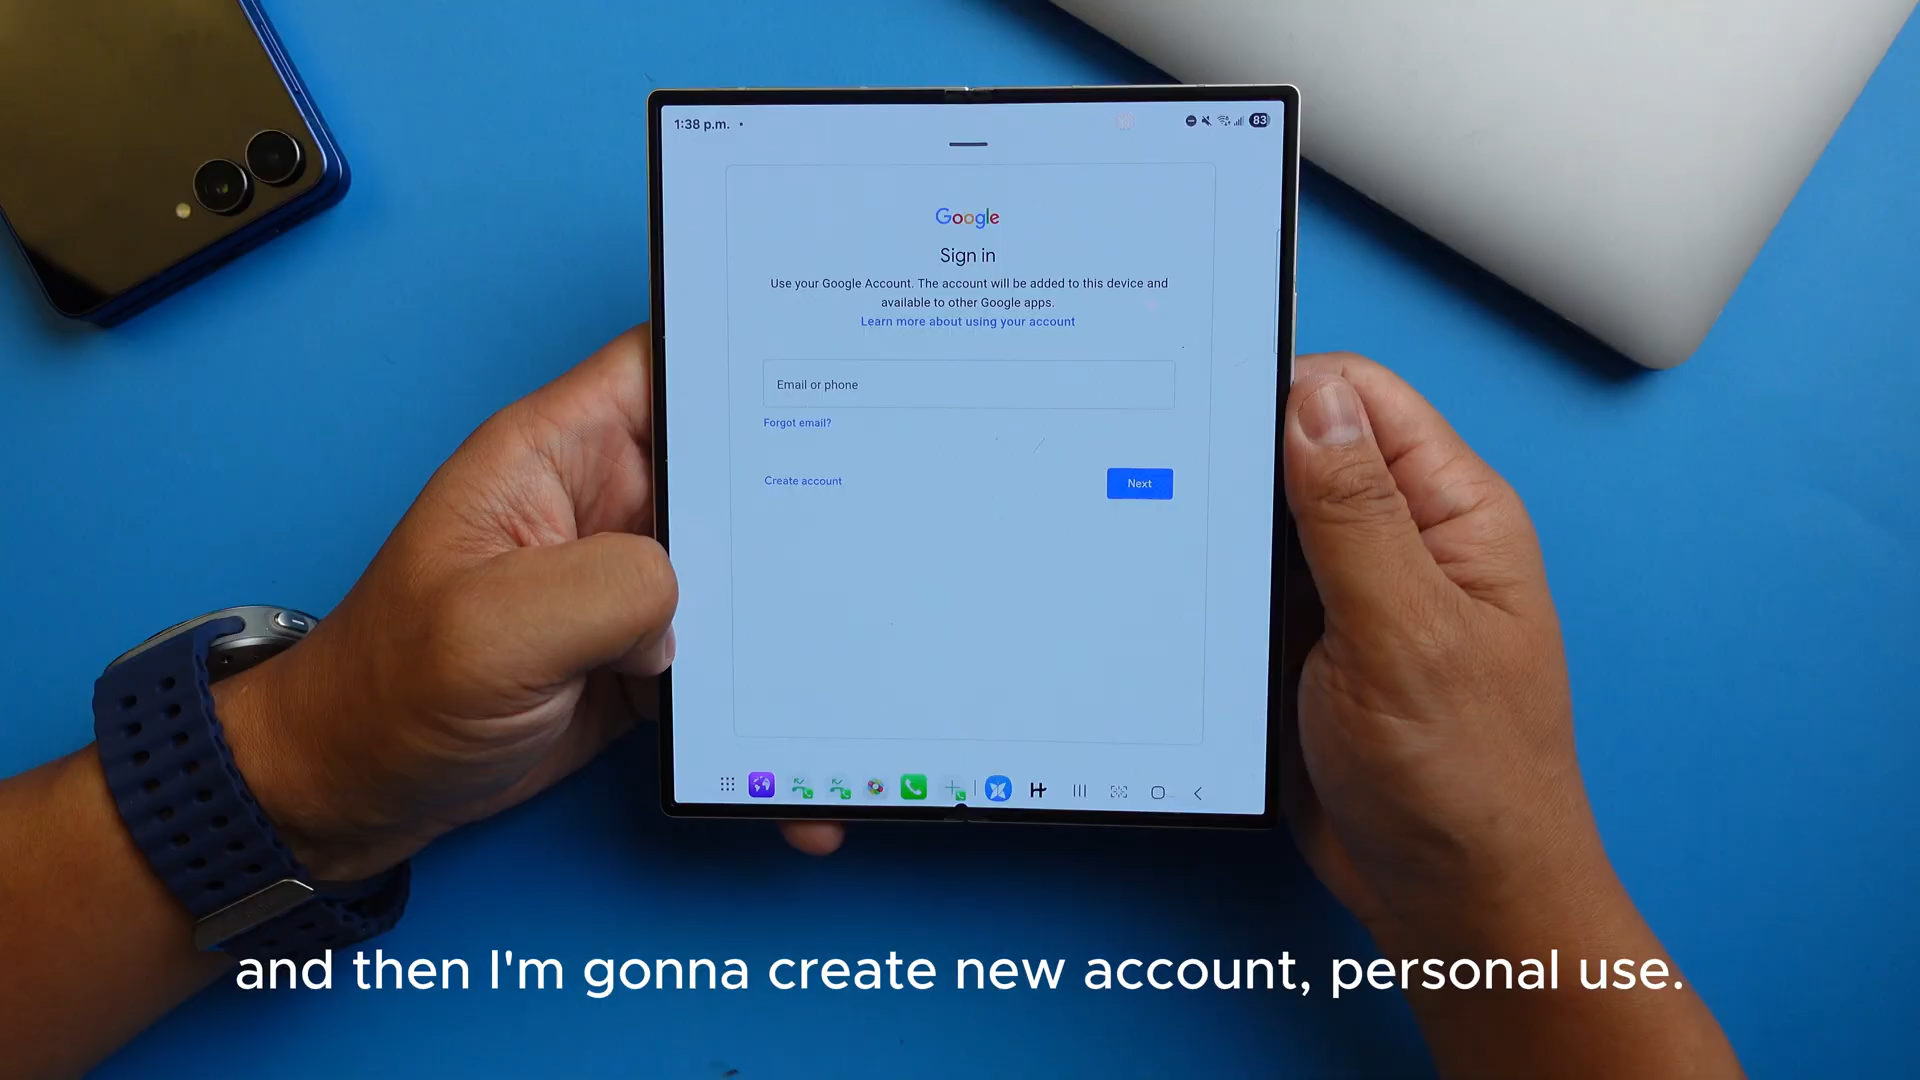 1:38 p.m.
83
Google
Sign in
Use your Google Account. The account will be added to this device and
available to other Google apps.
Learn more about using your account
Email or phone
Forgot email?
Create account
Next
and then I'm gonna create new account, personal use.